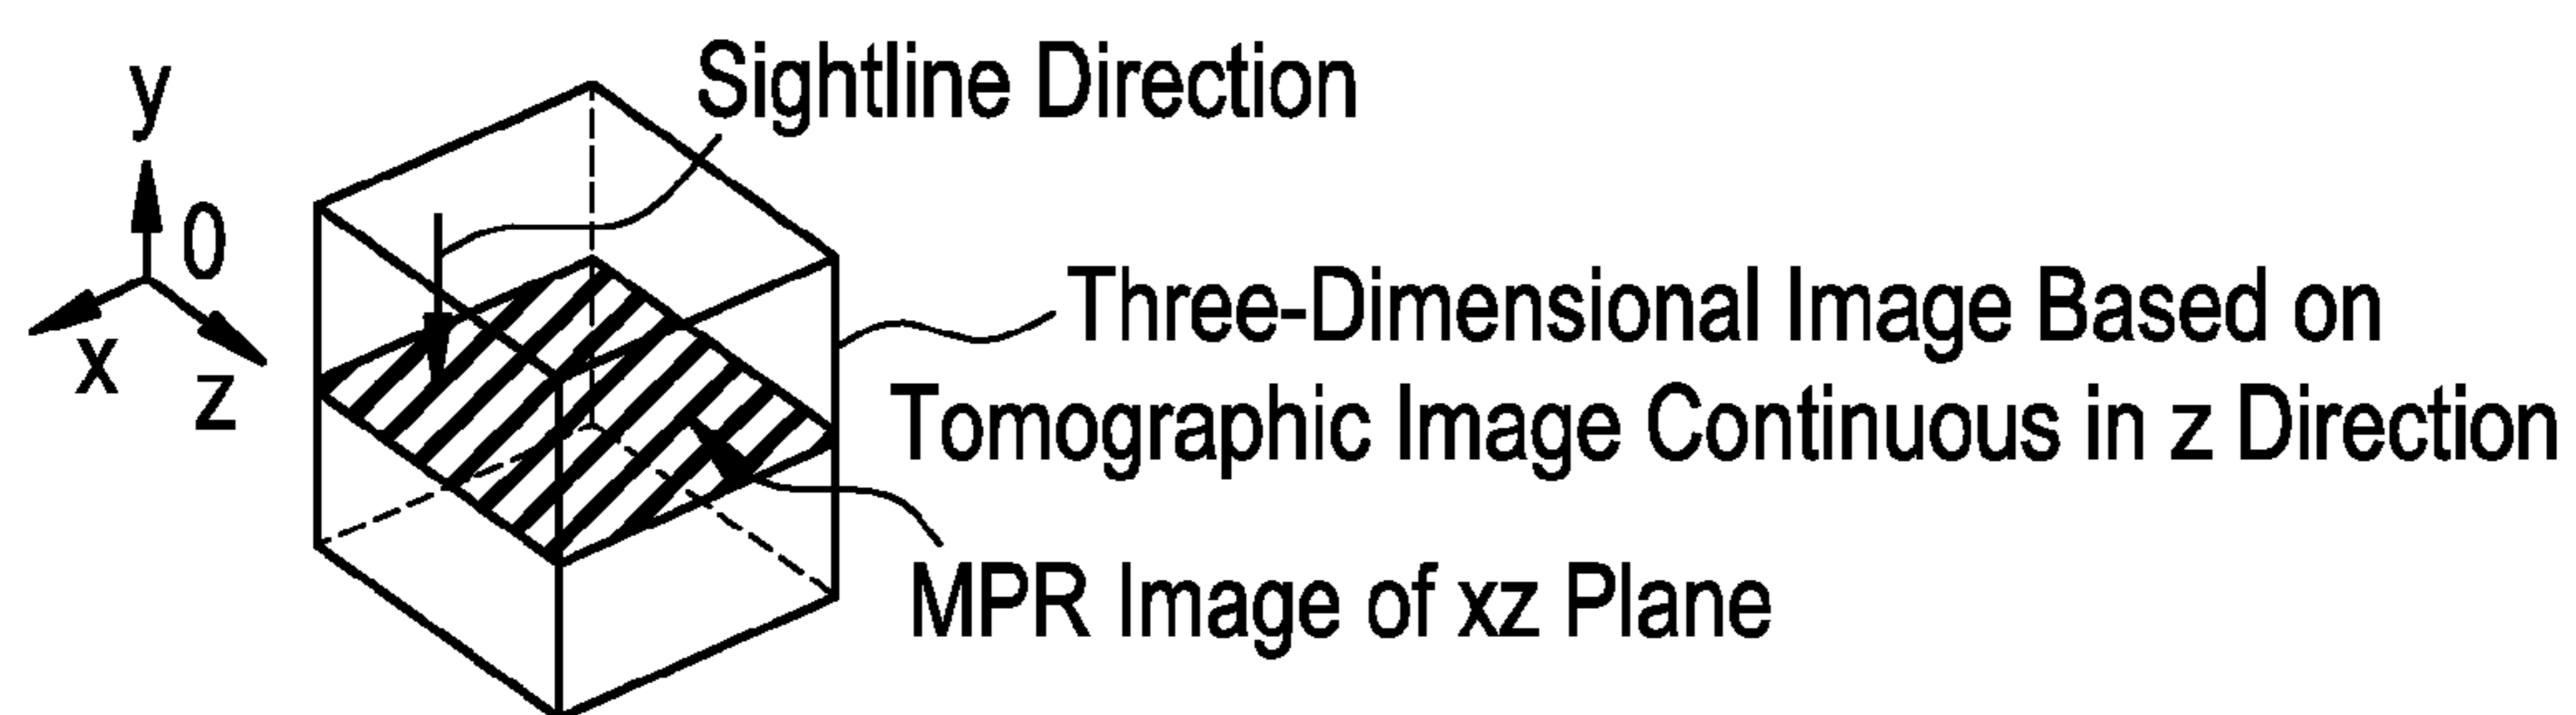 Sightline Direction
y
0
x
z
Three-Dimensional Image Based on
Tomographic Image Continuous in z Direction
MPR Image of xz Plane